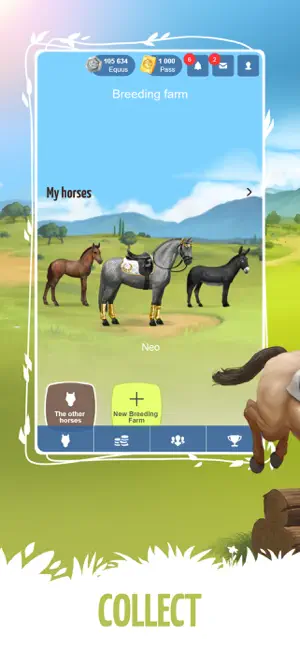 195 634
Equus
1 000
Pass
6
2
Breeding farm
My horses
Neo
The other
horses
New Breeding
Farm
COLLECT